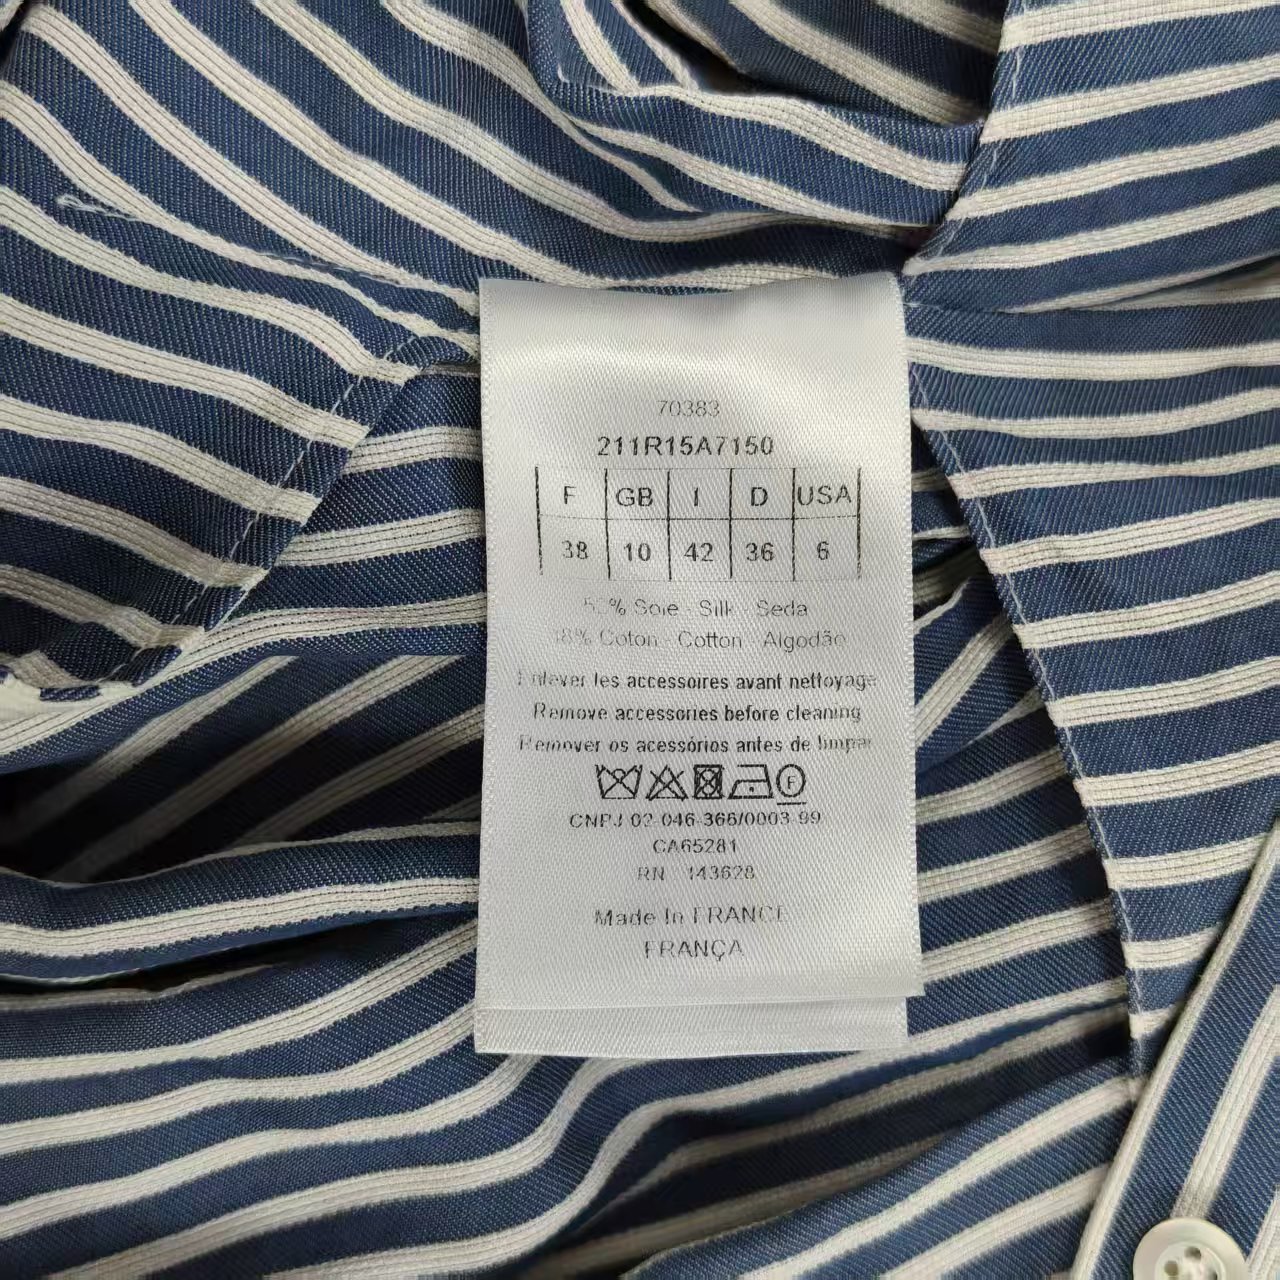 70383
211R15A7150
F GB I D USA
38 10 42 36 6
Soie - Silk - Seda
Coton - Cotton - Algodão
Enlever les accessoires avant nettoyage
Remove accessories before cleaning
Remover os acessórios antes de limpar
F
CNPJ 02-046-366/0003-99
CA65281
RN 143628
Made In FRANCE
FRANÇA